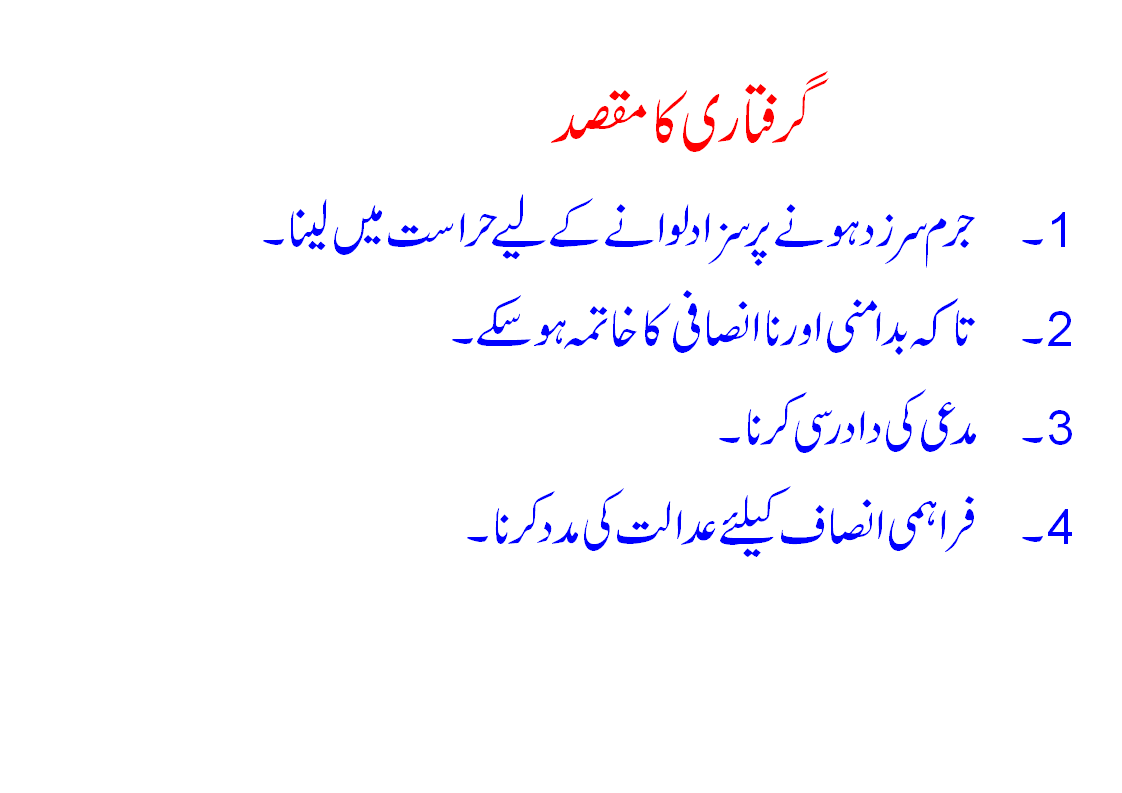 گرفتاری کا مقصد
1۔ جرم سرزد ہونے پر سزا دلوانے کے لیے حراست میں لینا۔
2۔ تا کہ بدامنی اور ناانصافی کا خاتمہ ہو سکے۔
3۔ مدعی کی دادرسی کرنا۔
4۔ فراہمی انصاف کیلئے عدالت کی مدد کرنا۔